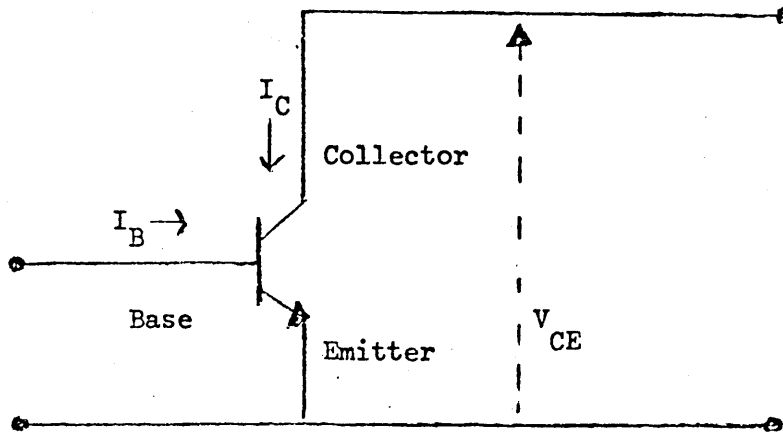 I_C
Collector
I_B
Base
V_CE
Emitter